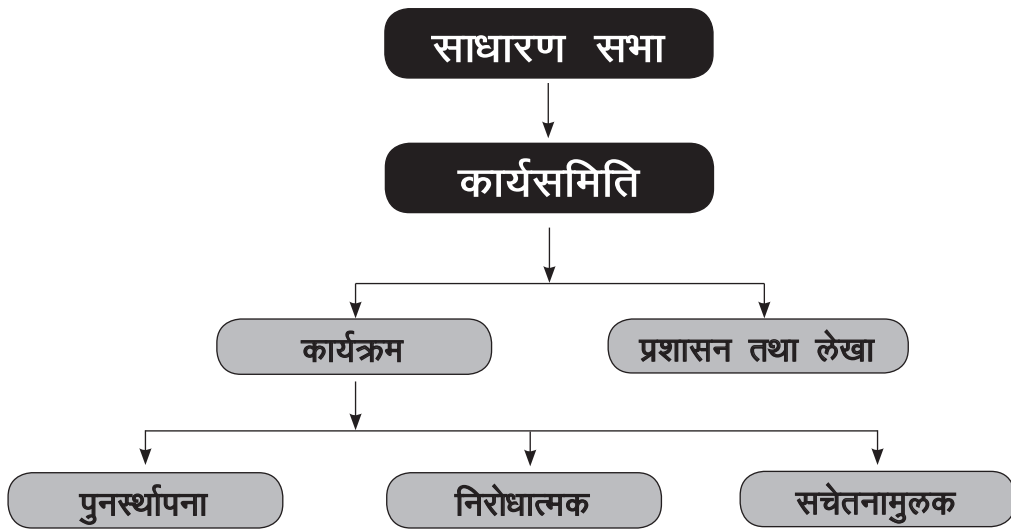 साधारण सभा
कार्यसमिति
कार्यक्रम
प्रशासन तथा लेखा
पुनर्स्थापना
निरोधात्मक
सचेतनामुलक